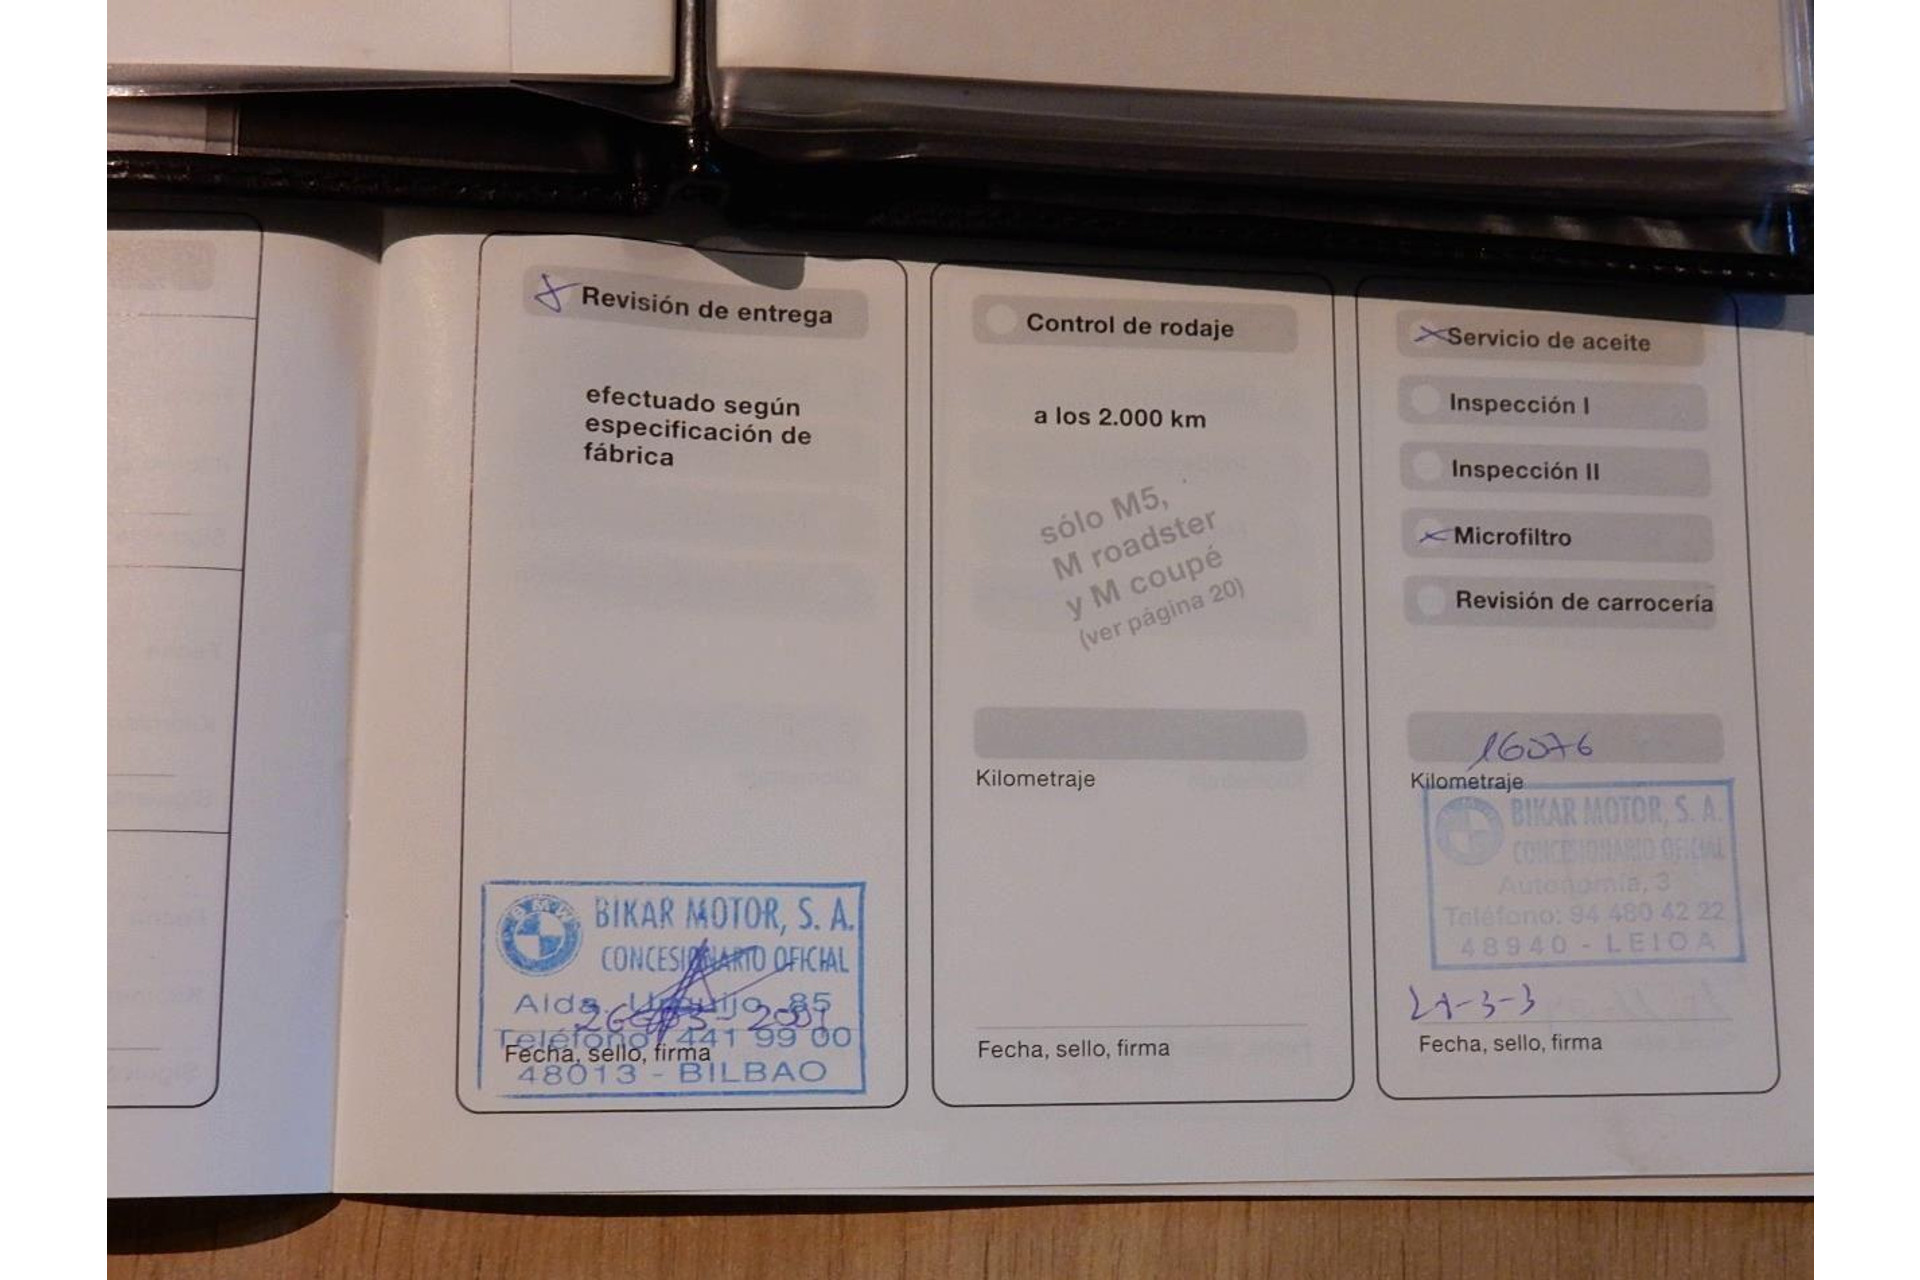 Revisión de entrega
efectuado según
especificación de
fábrica
BMW
BIKAR MOTOR, S. A.
CONCESIONARIO OFICIAL
Alda. Urquijo, 85
Teléfono 441 99 00
Fecha, sello, firma
48013 - BILBAO
Control de rodaje
a los 2.000 km
sólo M5,
M roadster
y M coupé
(ver página 20)
Kilometraje
Fecha, sello, firma
Servicio de aceite
Inspección I
Inspección II
Microfiltro
Revisión de carrocería
16076
Kilometraje
BIKAR MOTOR, S. A.
CONCESIONARIO OFICIAL
Autonomía, 3
Teléfono: 94 480 42 22
48940 - LEIOA
21-3-3
Fecha, sello, firma